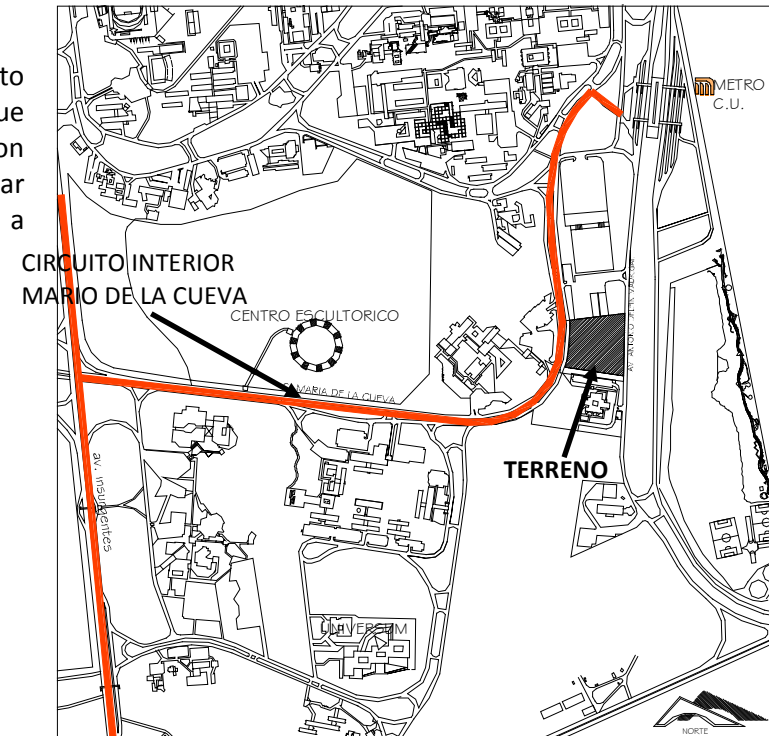 to
ue
on
ar
a
METRO
C.U.
CIRCUITO INTERIOR
MARIO DE LA CUEVA
CENTRO ESCULTORICO
MARIA DE LA CUEVA
TERRENO
av. insurgentes
UNIVERSUM
NORTE